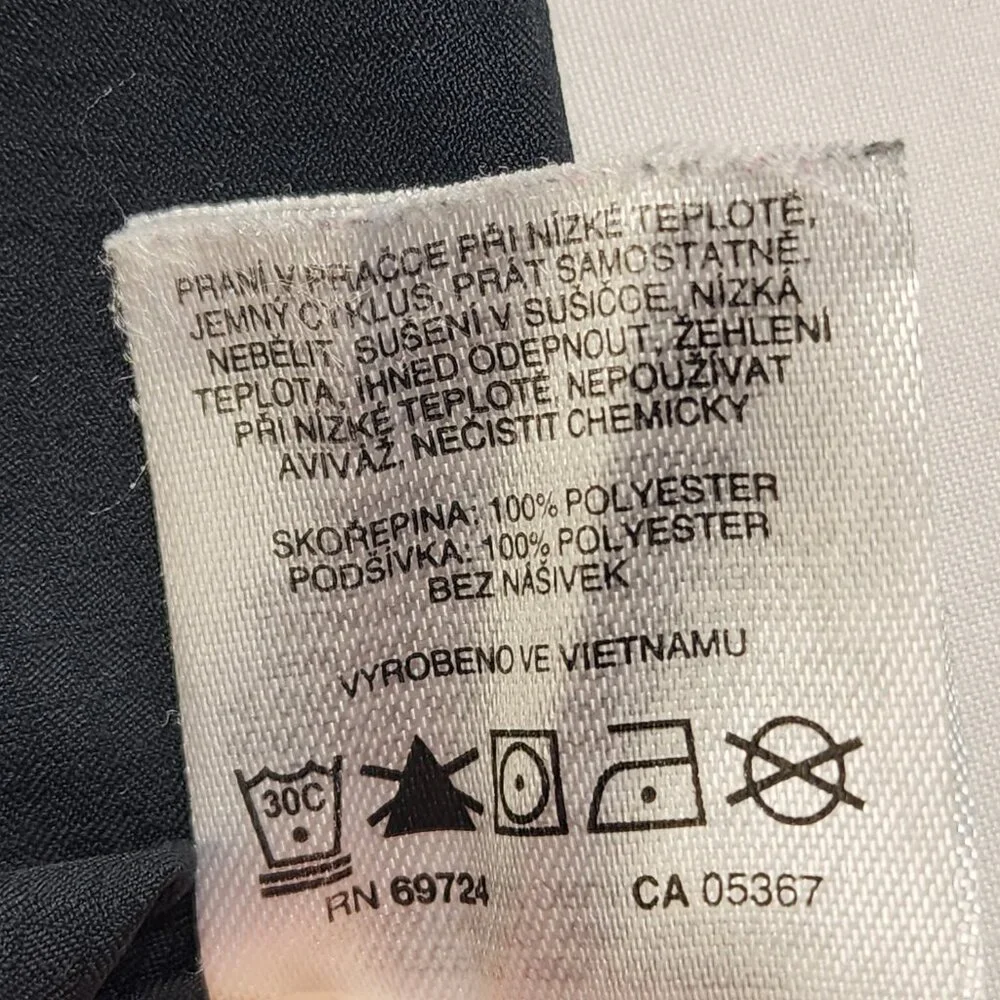 PRANÍ V PRAČCE PŘI NÍZKÉ TEPLOTĚ,
JEMNÝ CYKLUS, PRÁT SAMOSTATNĚ.
NEBĚLIT, SUŠENÍ V SUŠIČCE, NÍZKÁ
TEPLOTA, IHNED ODEPNOUT, ŽEHLENÍ
PŘI NÍZKÉ TEPLOTĚ, NEPOUŽÍVAT
AVIVÁŽ, NEČISTIT CHEMICKY
SKOŘEPINA: 100% POLYESTER
PODŠÍVKA: 100% POLYESTER
BEZ NÁŠIVEK
VYROBENO VE VIETNAMU
30C
RN 69724 CA 05367